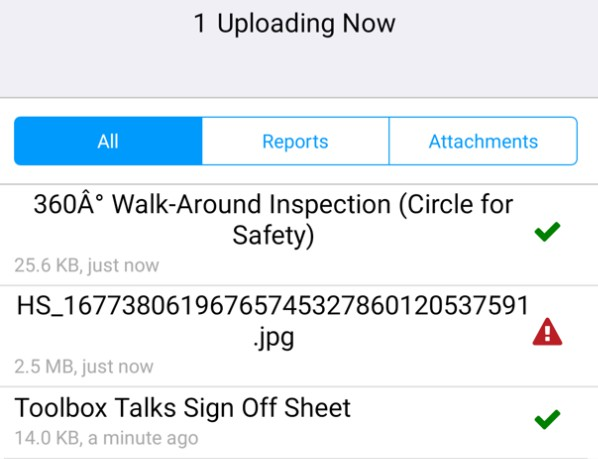 1 Uploading Now
All
Reports
Attachments
360Â° Walk-Around Inspection (Circle for
Safety)
25.6 KB, just now
HS_16773806196765745327860120537591
.jpg
2.5 MB, just now
Toolbox Talks Sign Off Sheet
14.0 KB, a minute ago